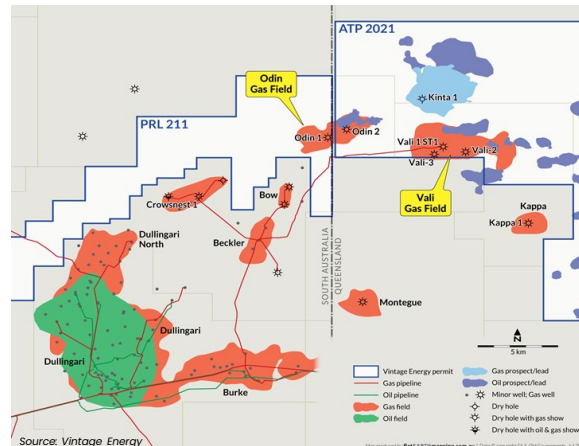 ATP 2021
Odin
Gas Field
Kinta 1
PRL 211
Odin 1
Odin 2
Vali 1 ST1
Vali-2
Vali-3
Vali
Gas Field
Crowsnest 1
Bow
Kappa
Kappa 1
Dullingari
North
Beckler
SOUTH AUSTRALIA
QUEENSLAND
Montegue
Dullingari
Dullingari
Burke
N
5 km
Vintage Energy permit
Gas pipeline
Oil pipeline
Gas field
Oil field
Gas prospect/lead
Oil prospect/lead
Minor well; Gas well
Dry hole
Dry hole with gas show
Dry hole with oil & gas show
Source: Vintage Energy